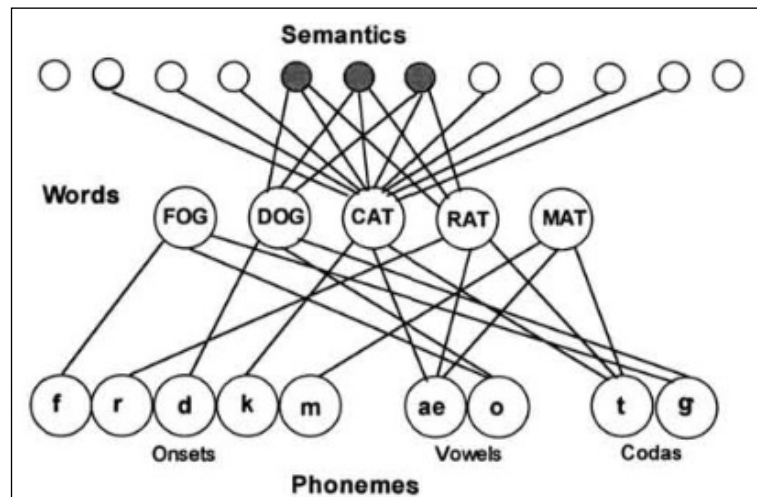 Semantics
Words
FOG DOG CAT RAT MAT
f r d k m ae o t g
Onsets Vowels Codas
Phonemes